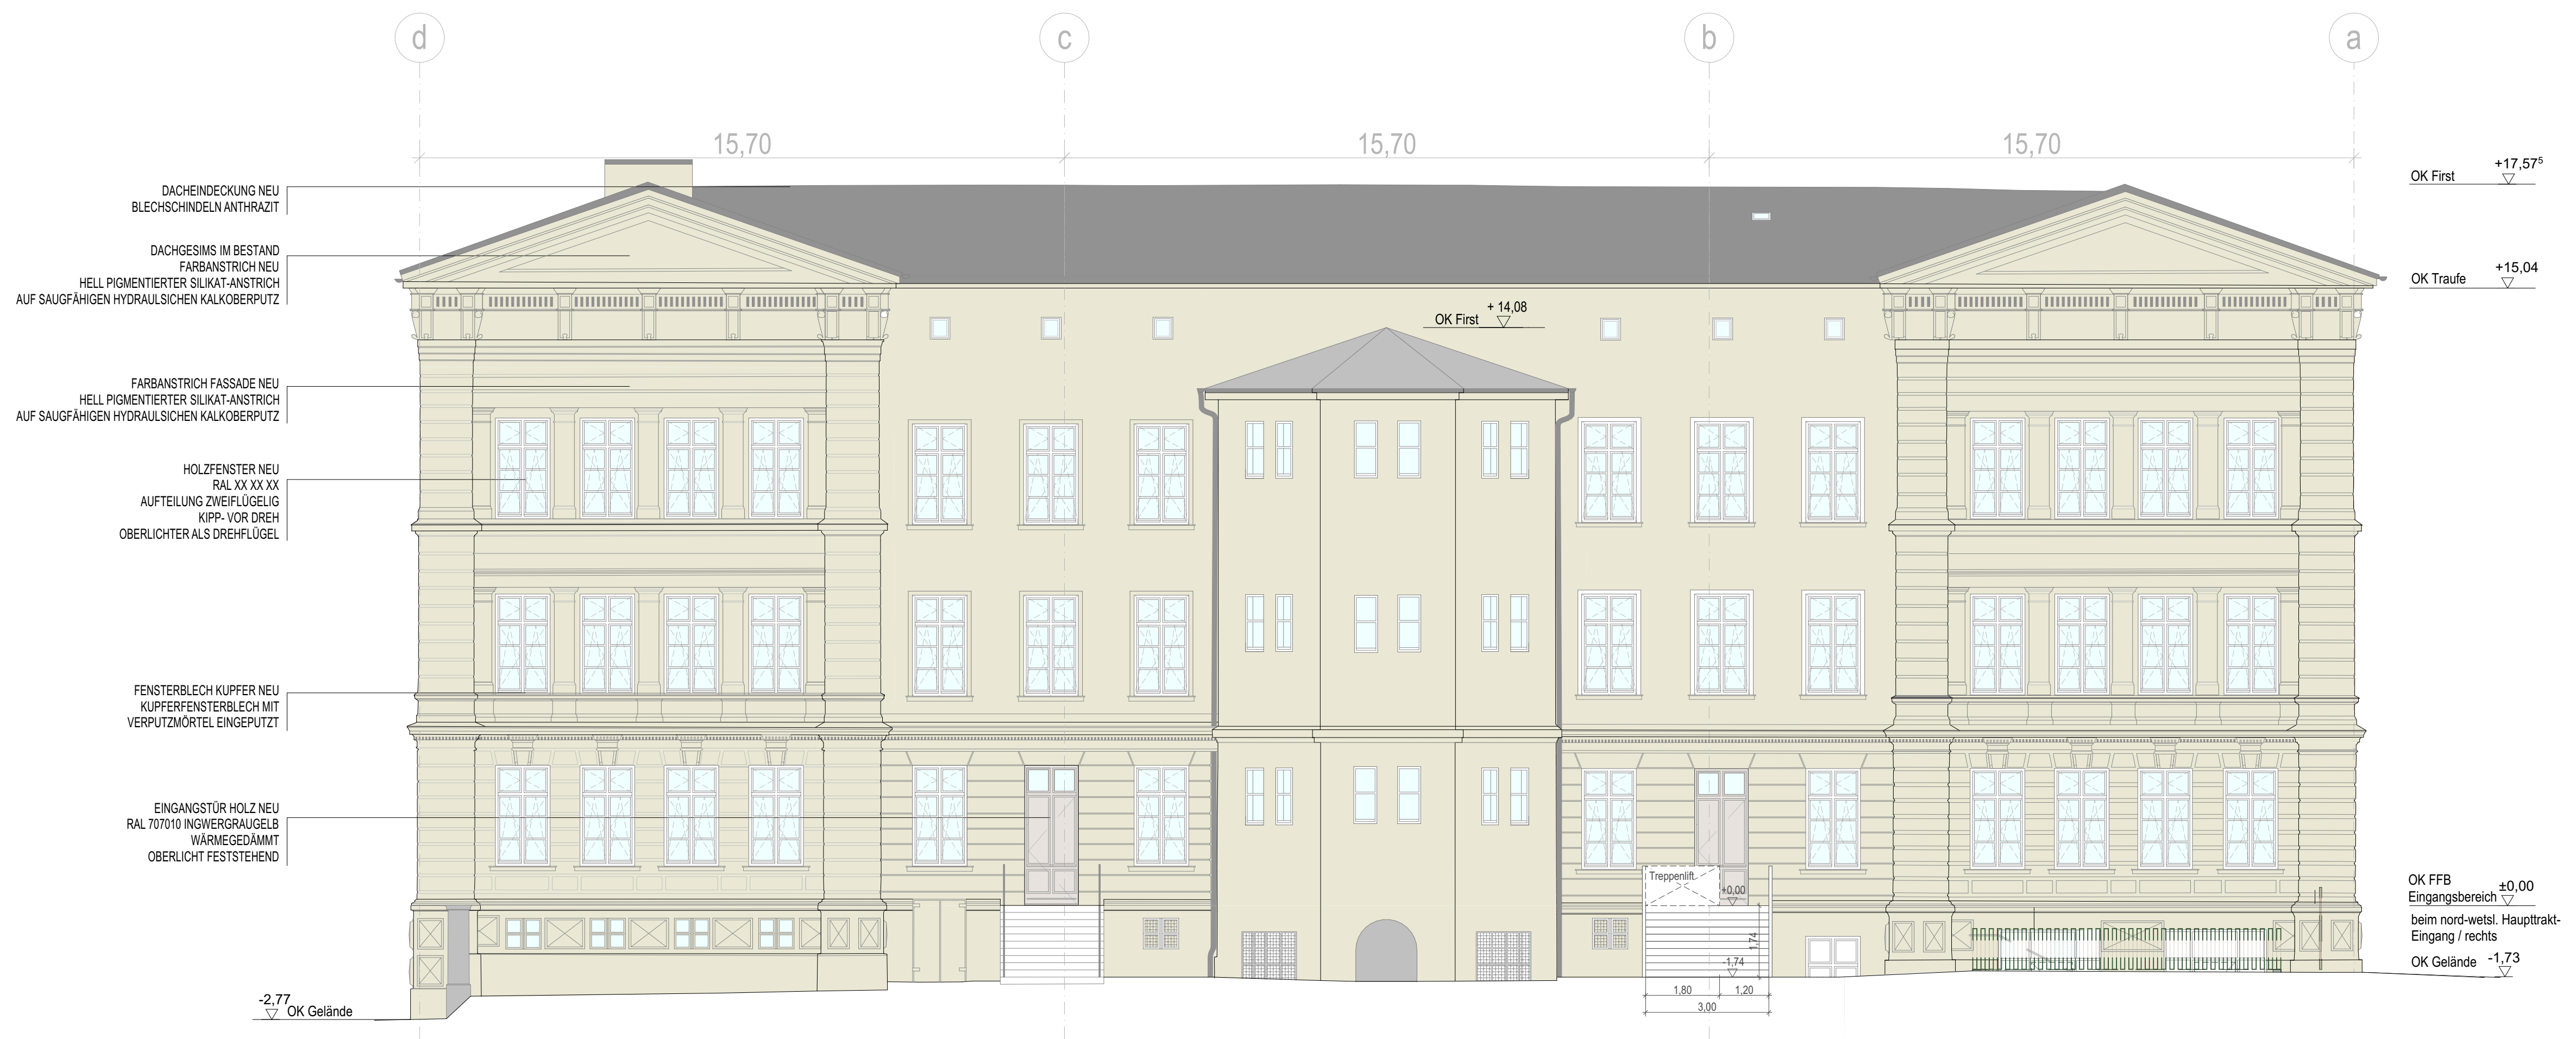 d
c
b
a
15,70
15,70
15,70
DACHEINDECKUNG NEU
BLECHSCHINDELN ANTHRAZIT
DACHGESIMS IM BESTAND
FARBANSTRICH NEU
HELL PIGMENTIERTER SILIKAT-ANSTRICH
AUF SAUGFÄHIGEN HYDRAULSICHEN KALKOBERPUTZ
FARBANSTRICH FASSADE NEU
HELL PIGMENTIERTER SILIKAT-ANSTRICH
AUF SAUGFÄHIGEN HYDRAULSICHEN KALKOBERPUTZ
HOLZFENSTER NEU
RAL XX XX XX
AUFTEILUNG ZWEIFLÜGELIG
KIPP- VOR DREH
OBERLICHTER ALS DREHFLÜGEL
FENSTERBLECH KUPFER NEU
KUPFERFENSTERBLECH MIT
VERPUTZMÖRTEL EINGEPUTZT
EINGANGSTÜR HOLZ NEU
RAL 707010 INGWERGRAUGELB
WÄRMEGEDÄMMT
OBERLICHT FESTSTEHEND
-2,77
OK Gelände
+ 14,08
OK First
Treppenlift
+0,00
1,74
-1,74
1,80
1,20
3,00
+17,57⁵
OK First
+15,04
OK Traufe
OK FFB
Eingangsbereich ±0,00
beim nord-wetsl. Haupttrakt-
Eingang / rechts
OK Gelände -1,73